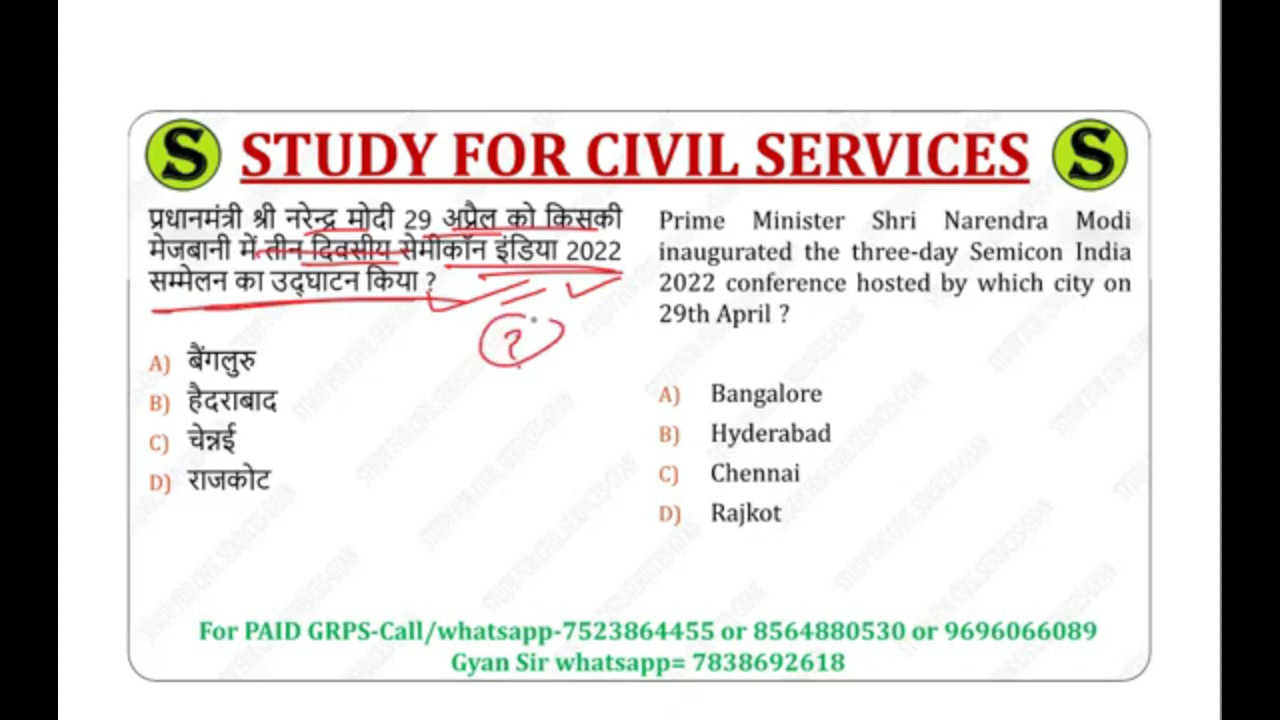 S STUDY FOR CIVIL SERVICES S
प्रधानमंत्री श्री नरेन्द्र मोदी 29 अप्रैल को किसकी
मेजबानी में तीन दिवसीय सेमीकॉन इंडिया 2022
सम्मेलन का उद्घाटन किया ?
?
A) बैंगलुरु
B) हैदराबाद
C) चेन्नई
D) राजकोट
Prime Minister Shri Narendra Modi
inaugurated the three-day Semicon India
2022 conference hosted by which city on
29th April ?
A) Bangalore
B) Hyderabad
C) Chennai
D) Rajkot
For PAID GRPS-Call/whatsapp-7523864455 or 8564880530 or 9696066089
Gyan Sir whatsapp= 7838692618